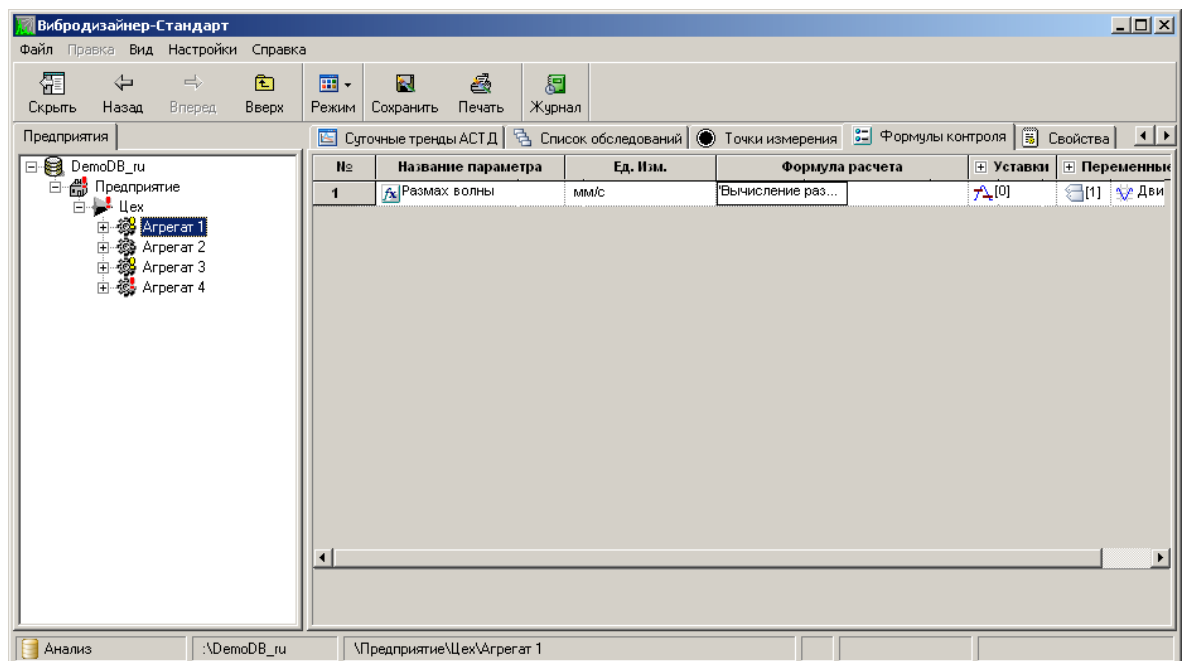 Вибродизайнер-Стандарт
Файл Правка Вид Настройки Справка
Скрыть Назад Вперед Вверх Режим Сохранить Печать Журнал
Предприятия
Суточные тренды АСТД Список обследований Точки измерения Формулы контроля Свойства
DemoDB_ru
Предприятие
Цех
Агрегат 1
Агрегат 2
Агрегат 3
Агрегат 4
№ Название параметра Ед. Изм. Формула расчета Уставки Переменные
1 Размах волны мм/с 'Вычисление раз... [0] [1] Дви
Анализ :\DemoDB_ru \Предприятие\Цех\Агрегат 1